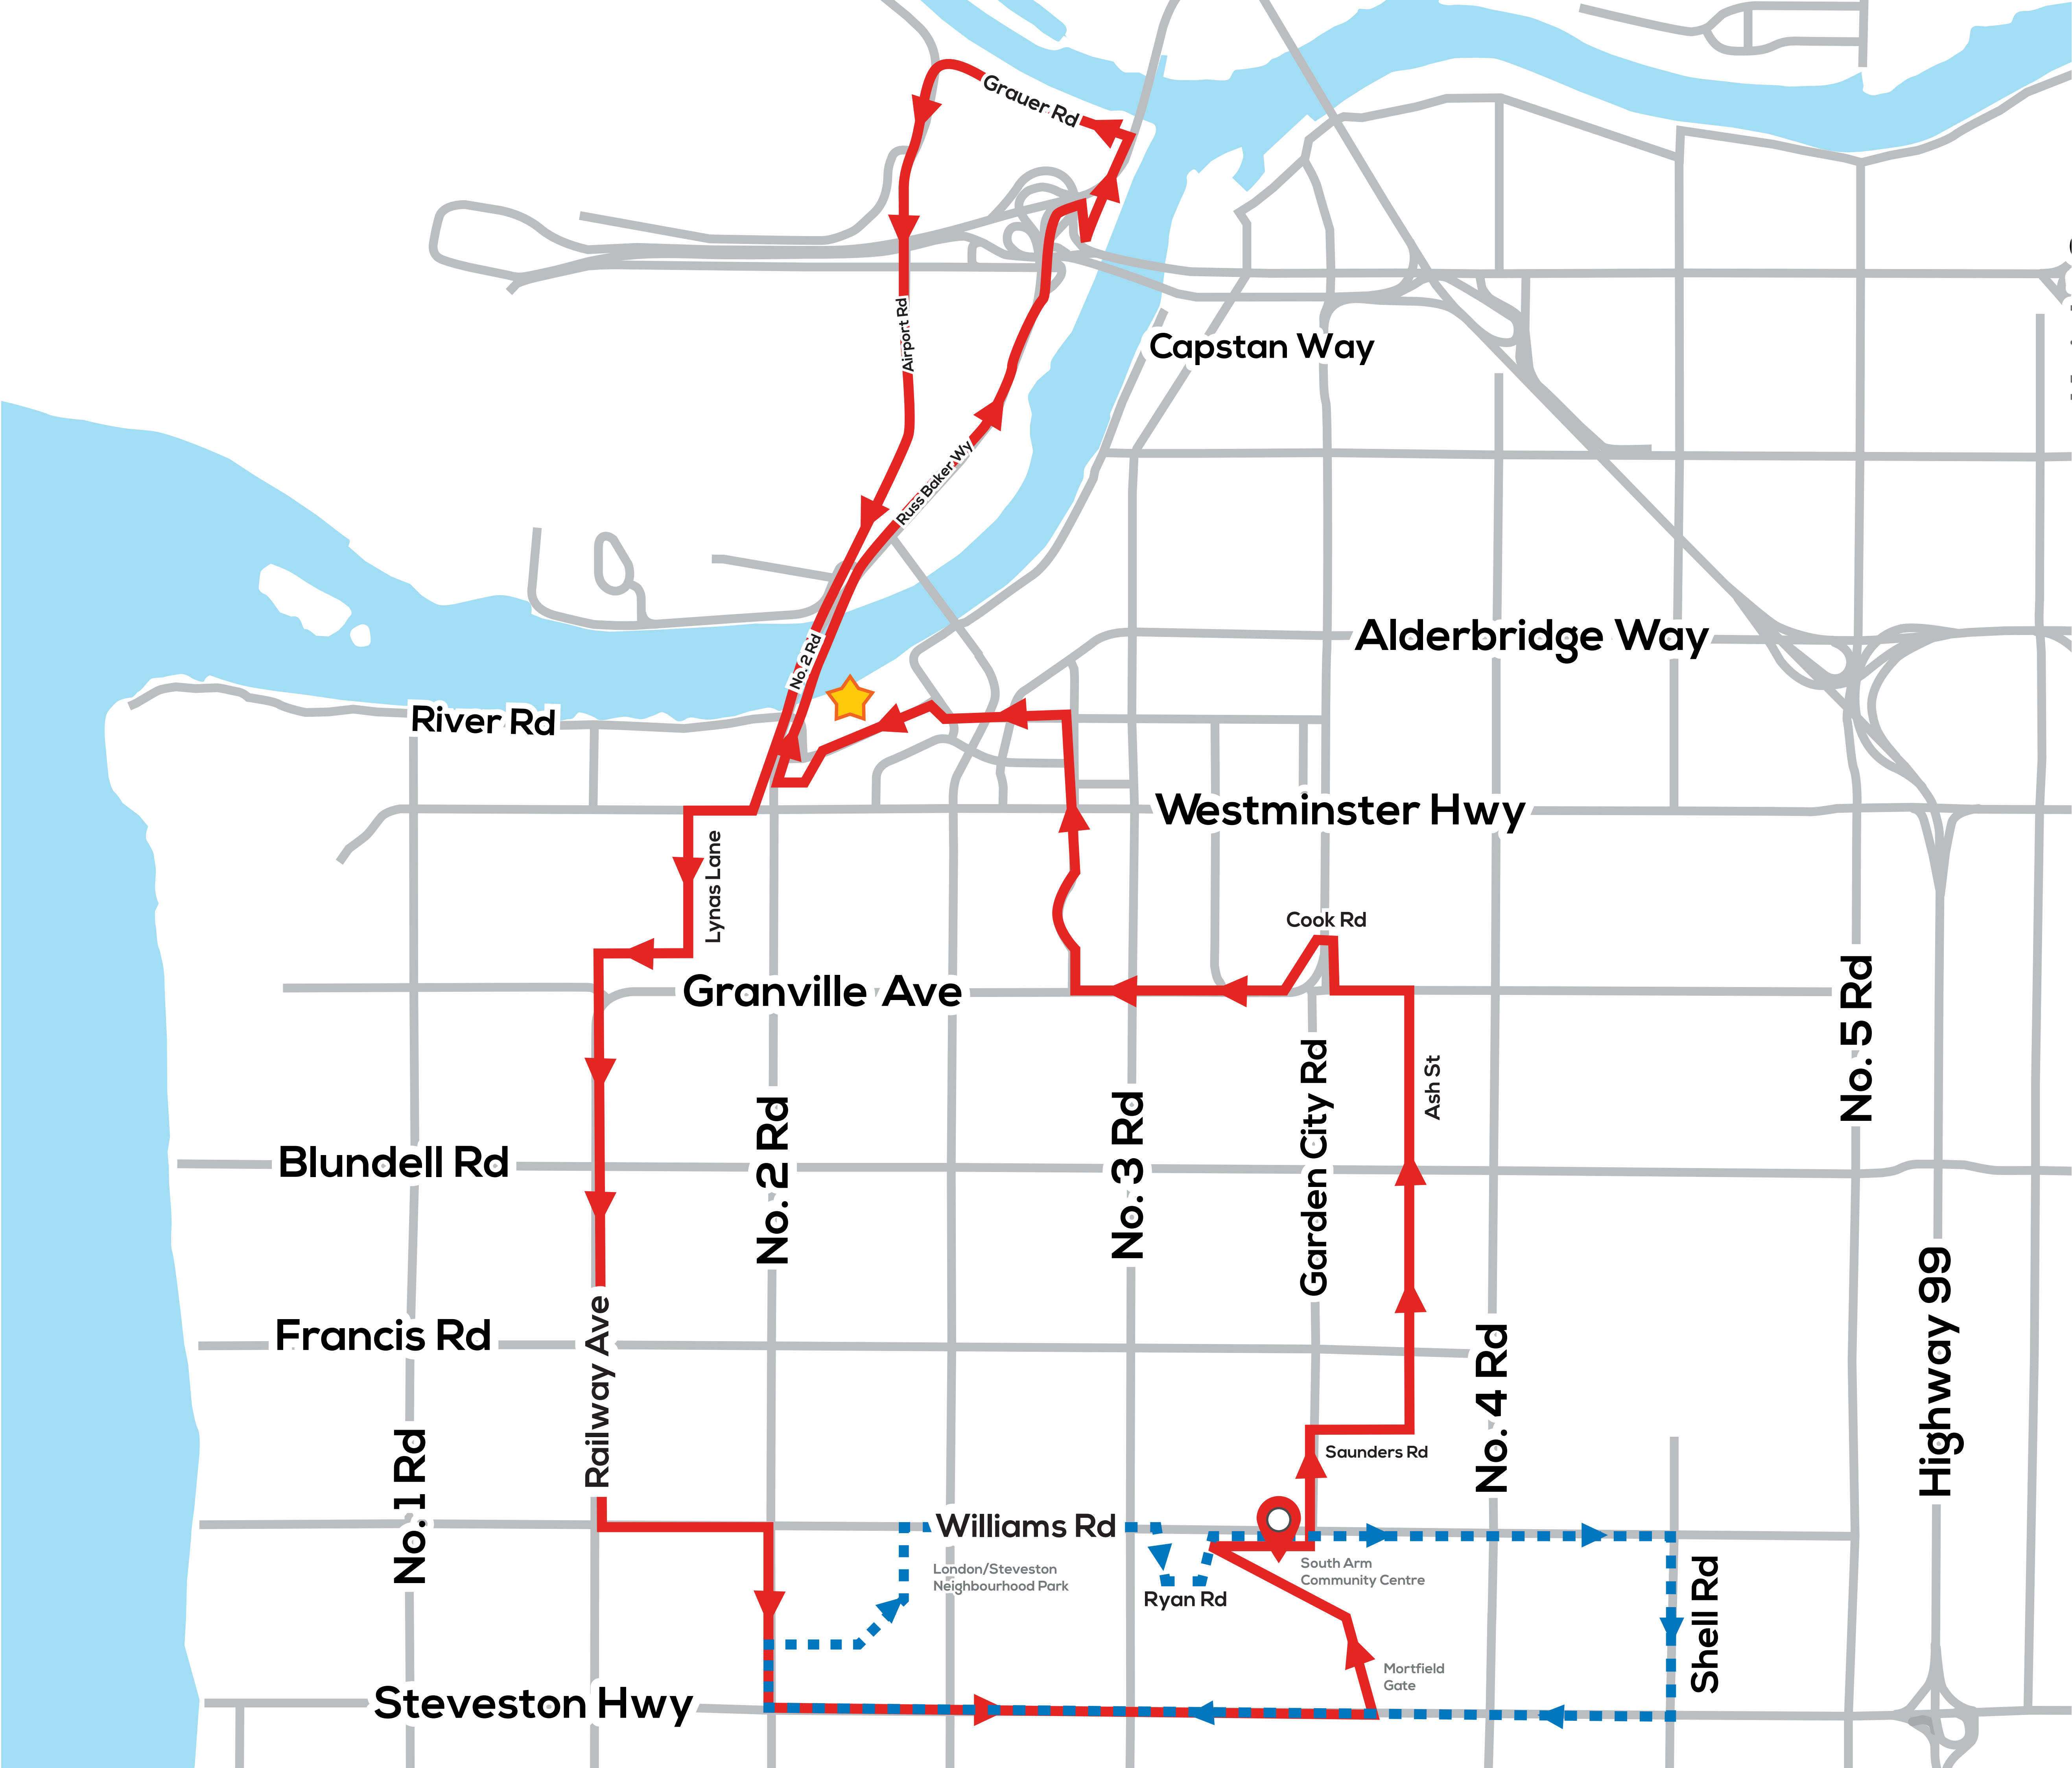 Grauer Rd
Airport Rd
Capstan Way
Russ Baker Wy
Alderbridge Way
No. 2 Rd
River Rd
Westminster Hwy
Lynas Lane
Cook Rd
Granville Ave
No. 5 Rd
Ash St
Garden City Rd
No. 2 Rd
No. 3 Rd
Blundell Rd
Highway 99
Francis Rd
Railway Ave
No. 4 Rd
No. 1 Rd
Saunders Rd
Williams Rd
London/Steveston
Neighbourhood Park
South Arm
Community Centre
Ryan Rd
Shell Rd
Mortfield
Gate
Steveston Hwy